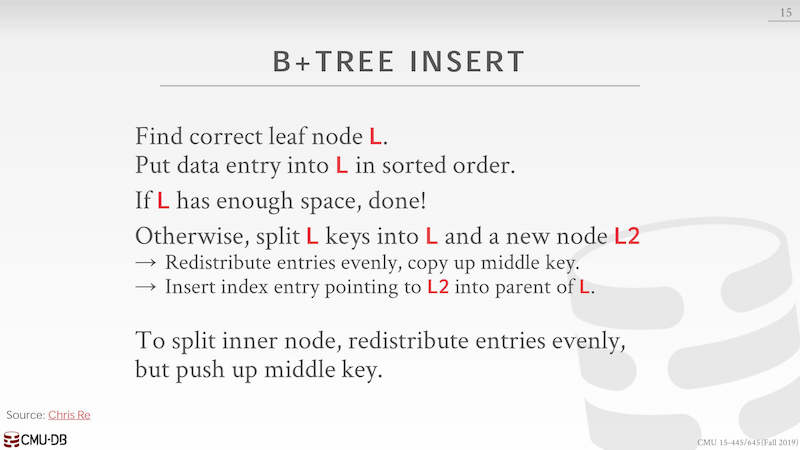 15
B+TREE INSERT
Find correct leaf node L.
Put data entry into L in sorted order.
If L has enough space, done!
Otherwise, split L keys into L and a new node L2
→ Redistribute entries evenly, copy up middle key.
→ Insert index entry pointing to L2 into parent of L.
To split inner node, redistribute entries evenly,
but push up middle key.
Source: Chris Re
CMU·DB
CMU 15-445/645 (Fall 2019)